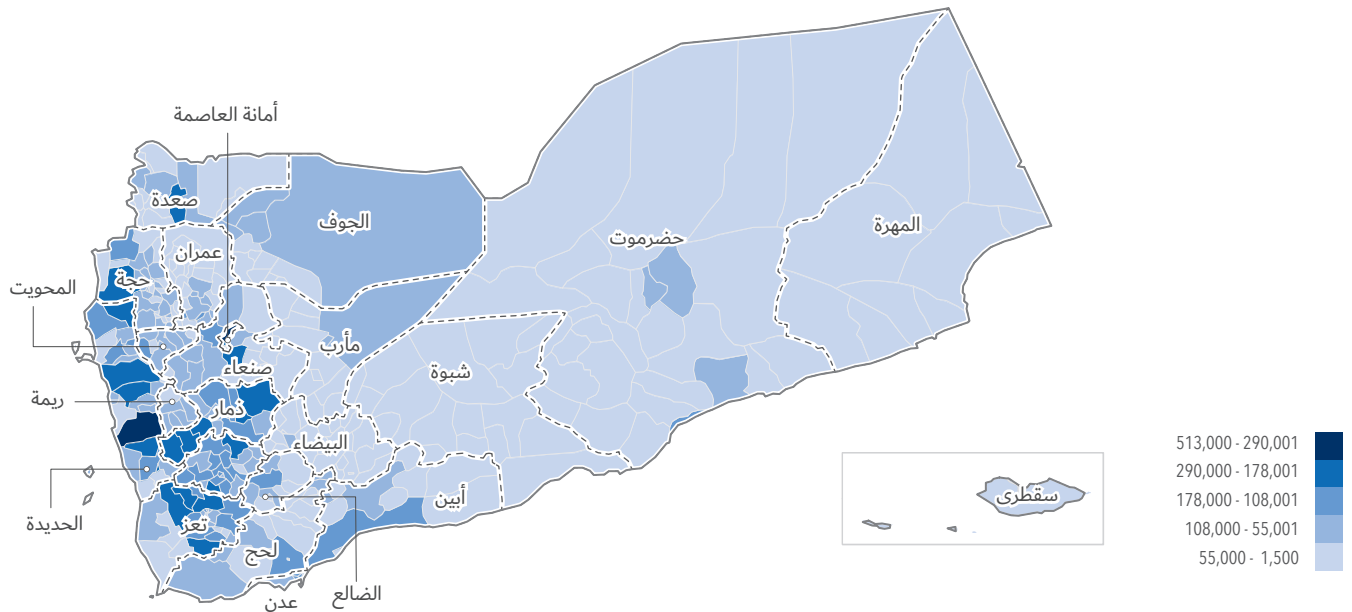 أمانة العاصمة
صعدة
الجوف
المهرة
حضرموت
عمران
حجة
المحويت
مأرب
صنعاء
شبوة
ريمة
ذمار
البيضاء
أبين
سقطرى
الحديدة
تعز
لحج
الضالع
عدن
513,000 - 290,001
290,000 - 178,001
178,000 - 108,001
108,000 - 55,001
55,000 - 1,500